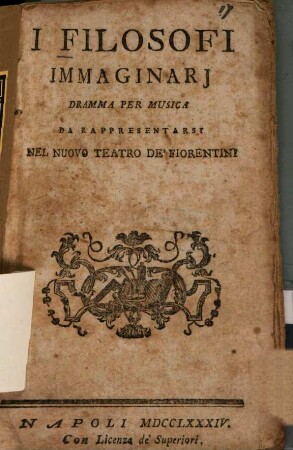 I FILOSOFI
IMMAGINARJ
DRAMMA PER MUSICA
DA RAPPRESENTARSI
NEL NUOVO TEATRO DE' FIORENTINI
NAPOLI MDCCLXXXIV.
Con Licenza de' Superiori.